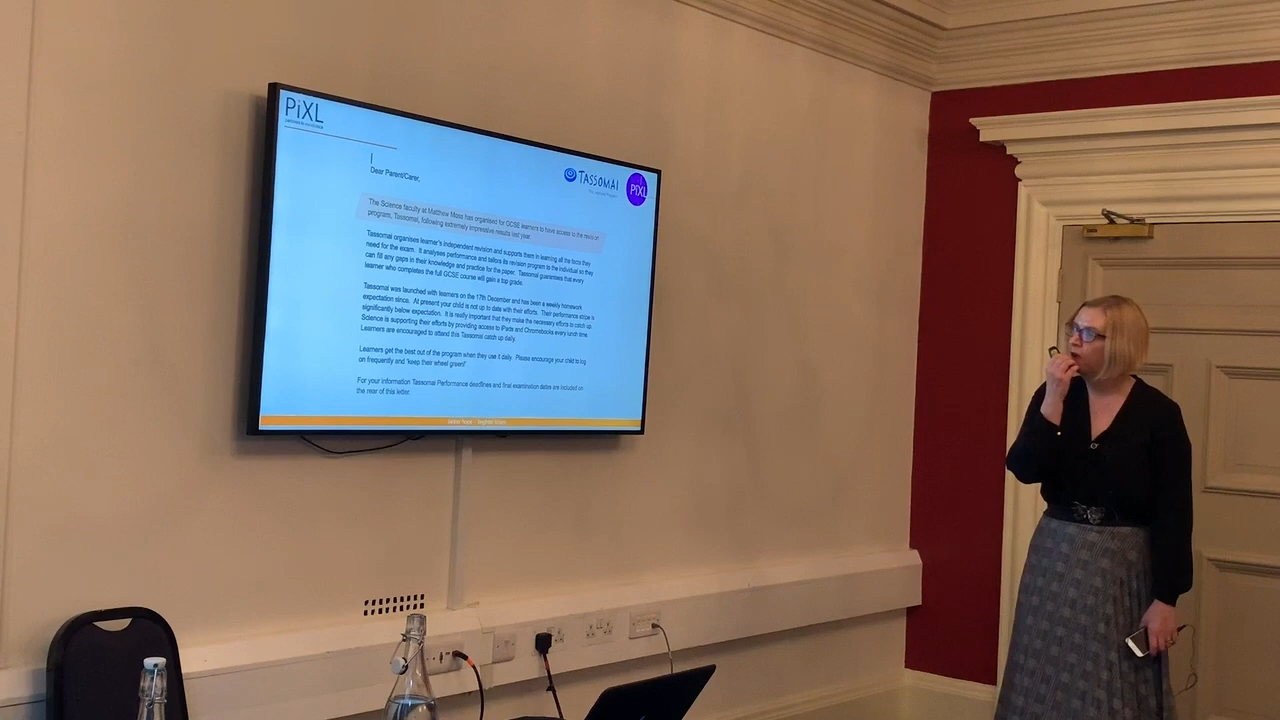 PiXL
TASSOMAI
PiXL
Dear Parent/Carer,
The Science faculty at Matthew Moss has organised for GCSE learners to have access to the revision
program, Tassomai, following extremely impressive results last year.
Tassomai organises learner's independent revision and supports them in learning all the facts they
need for the exam. It analyses performance and tailors its revision program to the individual so they
can fill any gaps in their knowledge and practice for the paper. Tassomai guarantees that every
learner who completes the full GCSE course will gain a top grade.
Tassomai was launched with learners on the 17th December and has been a weekly homework
expectation since. At present your child is not up to date with their efforts. Their performance stripe is
significantly below expectation. It is really important that they make the necessary efforts to catch up.
Science is supporting their efforts by providing access to iPads and Chromebooks every lunch time.
Learners are encouraged to attend this Tassomai catch up daily.
Learners get the best out of the program when they use it daily. Please encourage your child to log
on frequently and 'keep their wheel green!'
For your information Tassomai Performance deadlines and final examination dates are included on
the rear of this letter.